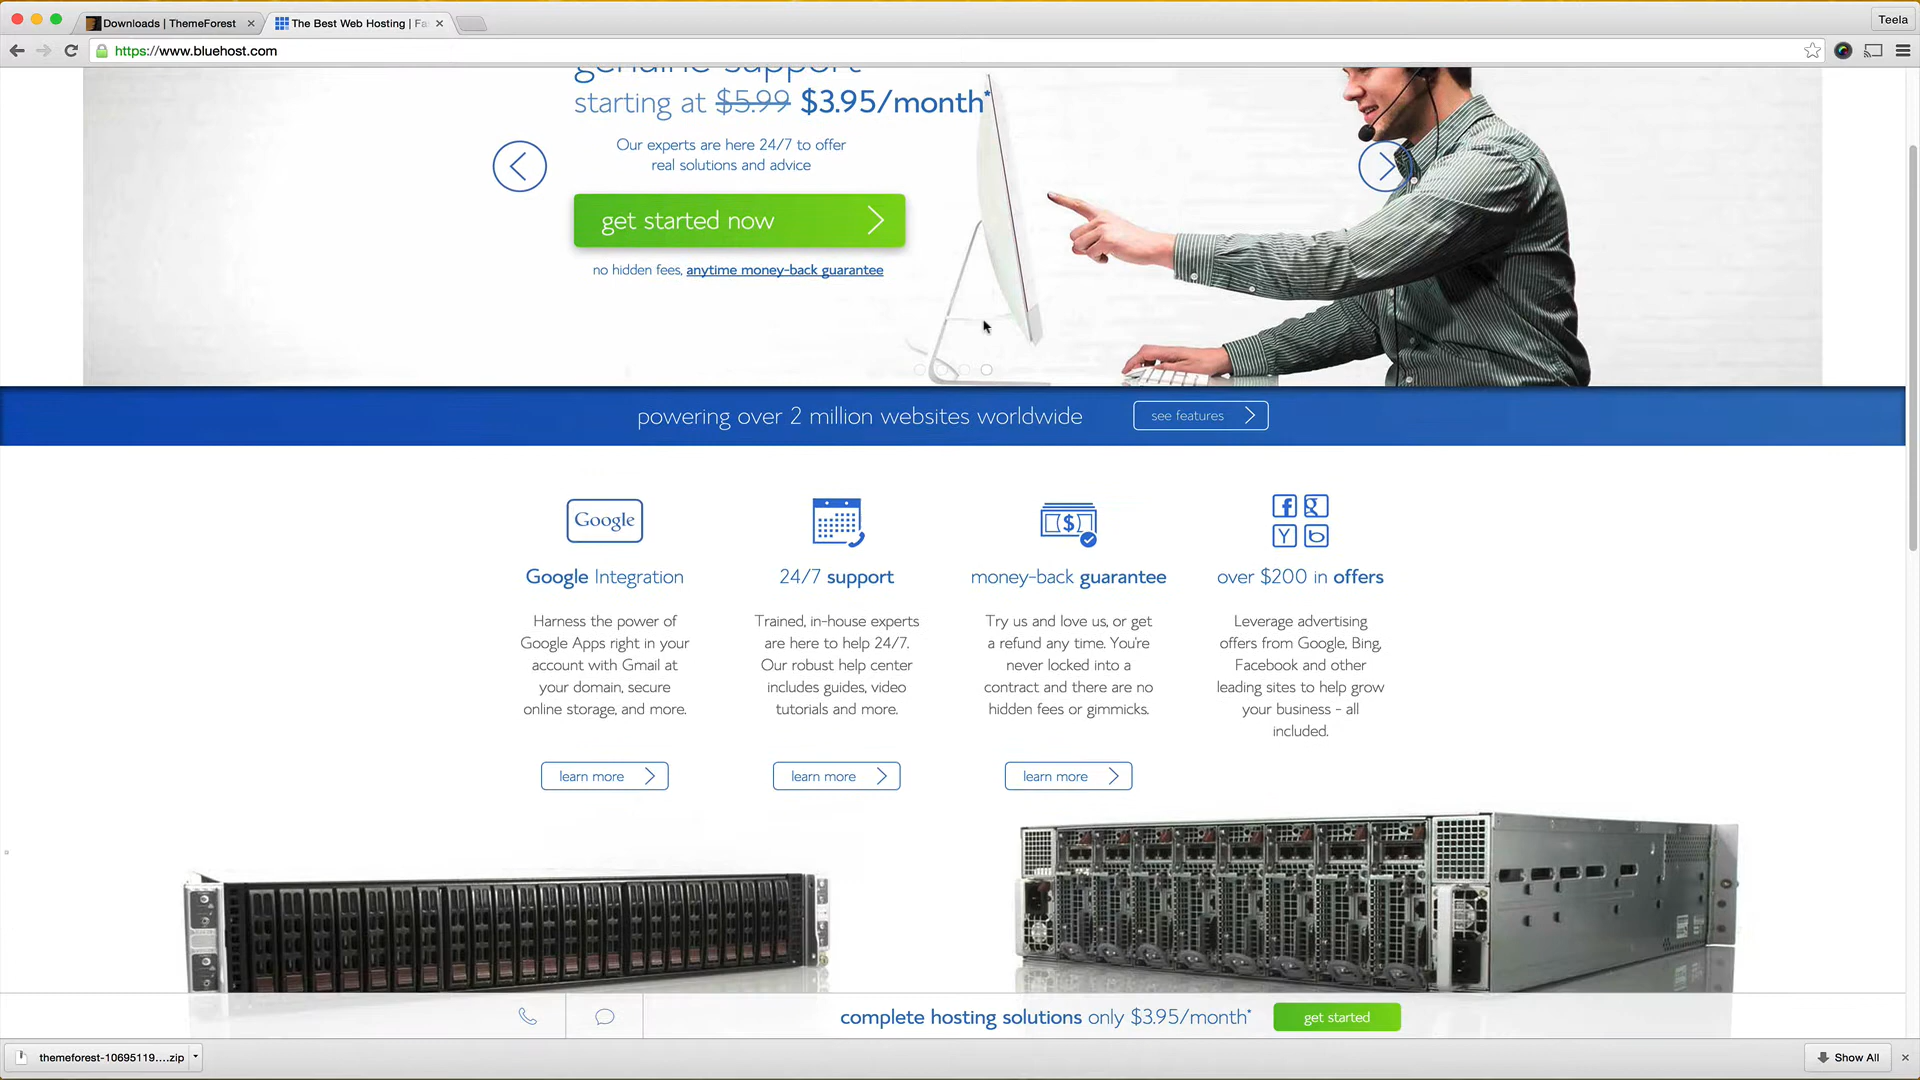 Downloads | ThemeForest
The Best Web Hosting | Fa
Teela
https://www.bluehost.com
genuine support
starting at $5.99 $3.95/month*
Our experts are here 24/7 to offer
real solutions and advice
get started now
no hidden fees, anytime money-back guarantee
powering over 2 million websites worldwide
see features
Google
Google Integration
Harness the power of
Google Apps right in your
account with Gmail at
your domain, secure
online storage, and more.
learn more
24/7 support
Trained, in-house experts
are here to help 24/7.
Our robust help center
includes guides, video
tutorials and more.
learn more
money-back guarantee
Try us and love us, or get
a refund any time. You're
never locked into a
contract and there are no
hidden fees or gimmicks.
learn more
over $200 in offers
Leverage advertising
offers from Google, Bing,
Facebook and other
leading sites to help grow
your business - all
included.
complete hosting solutions only $3.95/month*
get started
themeforest-10695119....zip
Show All